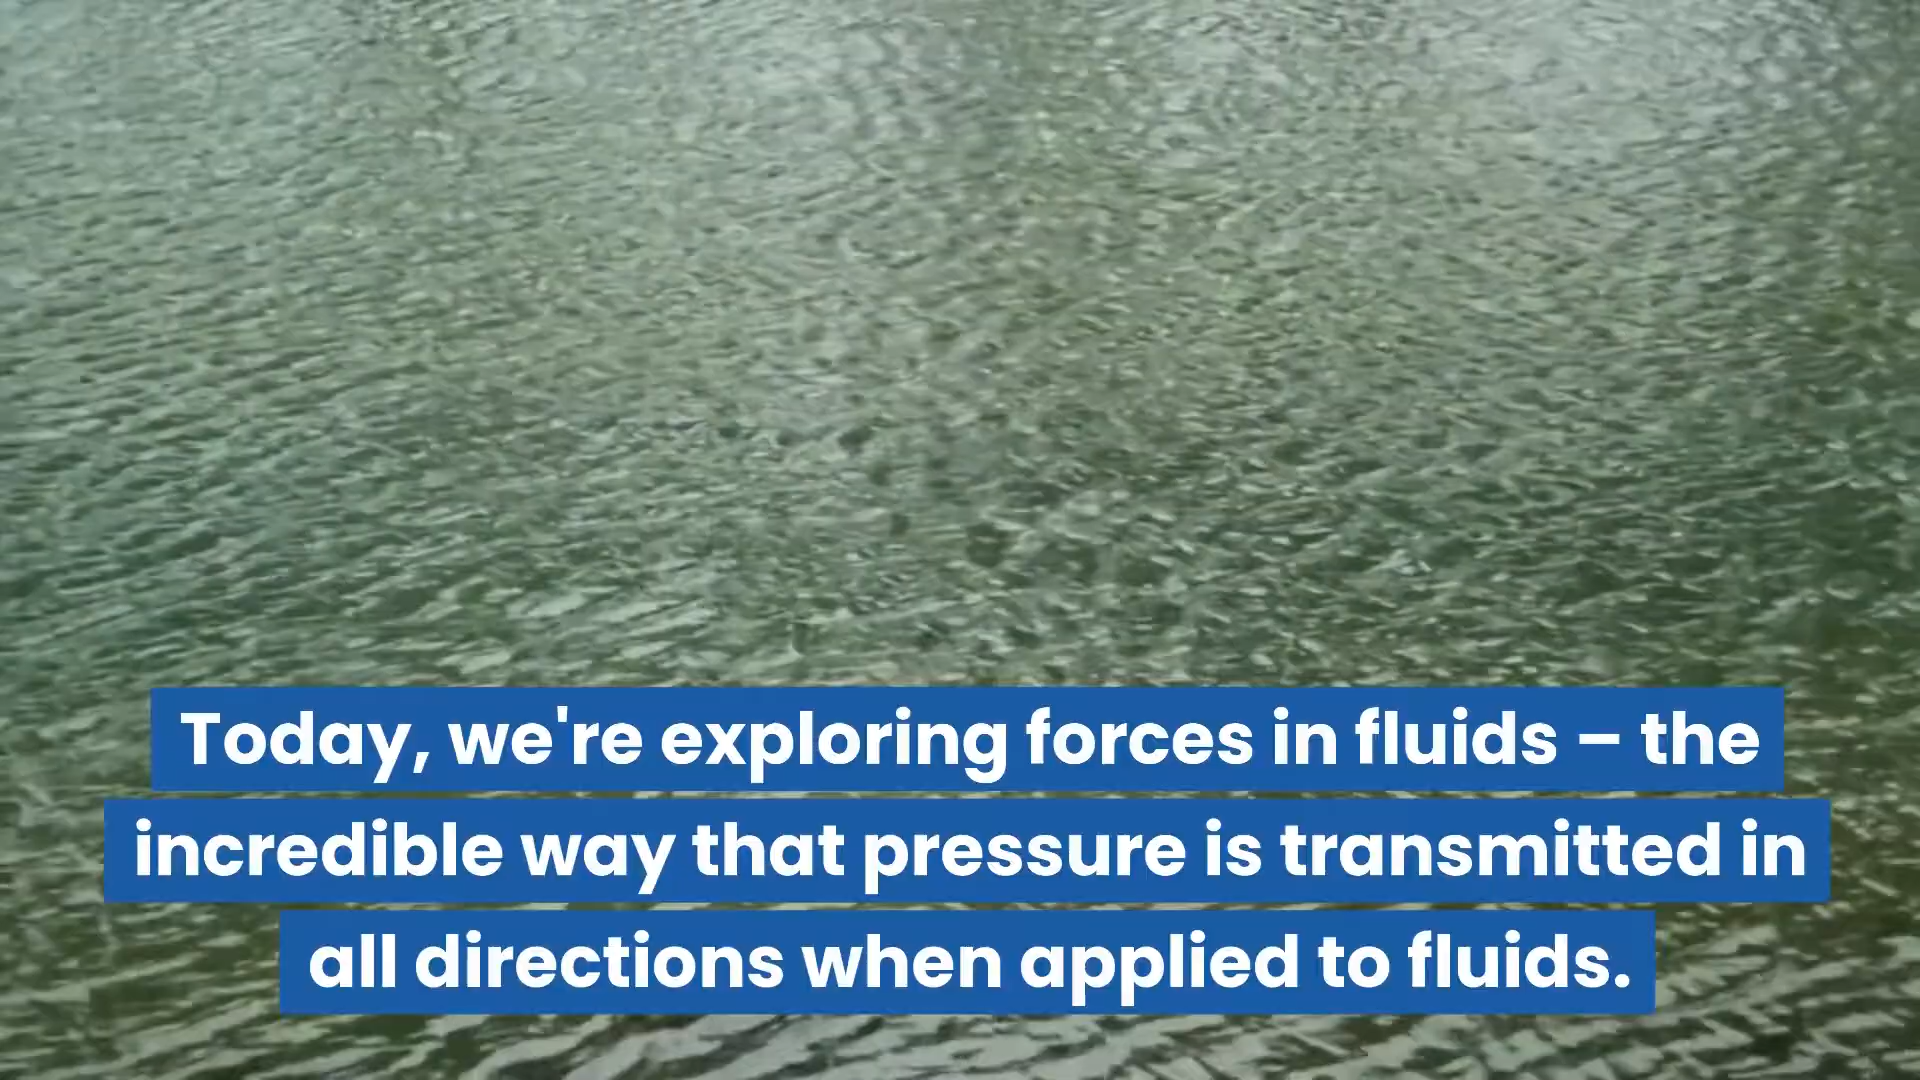 Today, we're exploring forces in fluids – the
incredible way that pressure is transmitted in
all directions when applied to fluids.